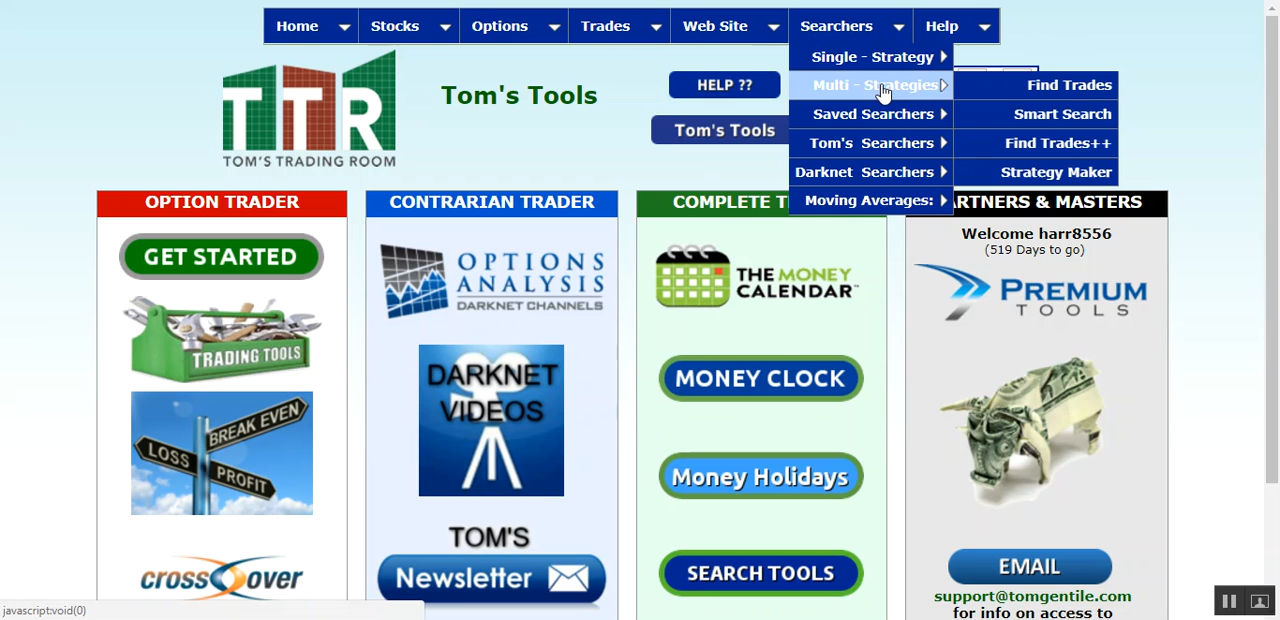 Home
Stocks
Options
Trades
Web Site
Searchers
Help
Single - Strategy
Multi - Strategies
Saved Searchers
Tom's Searchers
Darknet Searchers
Moving Averages:
Find Trades
Smart Search
Find Trades++
Strategy Maker
TTR
TOM'S TRADING ROOM
Tom's Tools
HELP ??
Tom's Tools
OPTION TRADER
GET STARTED
TRADING TOOLS
BREAK EVEN
LOSS
PROFIT
crossover
CONTRARIAN TRADER
OPTIONS
ANALYSIS
DARKNET CHANNELS
DARKNET
VIDEOS
TOM'S
Newsletter
COMPLETE T
THE MONEY
CALENDAR™
MONEY CLOCK
Money Holidays
SEARCH TOOLS
ARTNERS & MASTERS
Welcome harr8556
(519 Days to go)
PREMIUM
TOOLS
EMAIL
support@tomgentile.com
for info on access to
javascript:void(0)